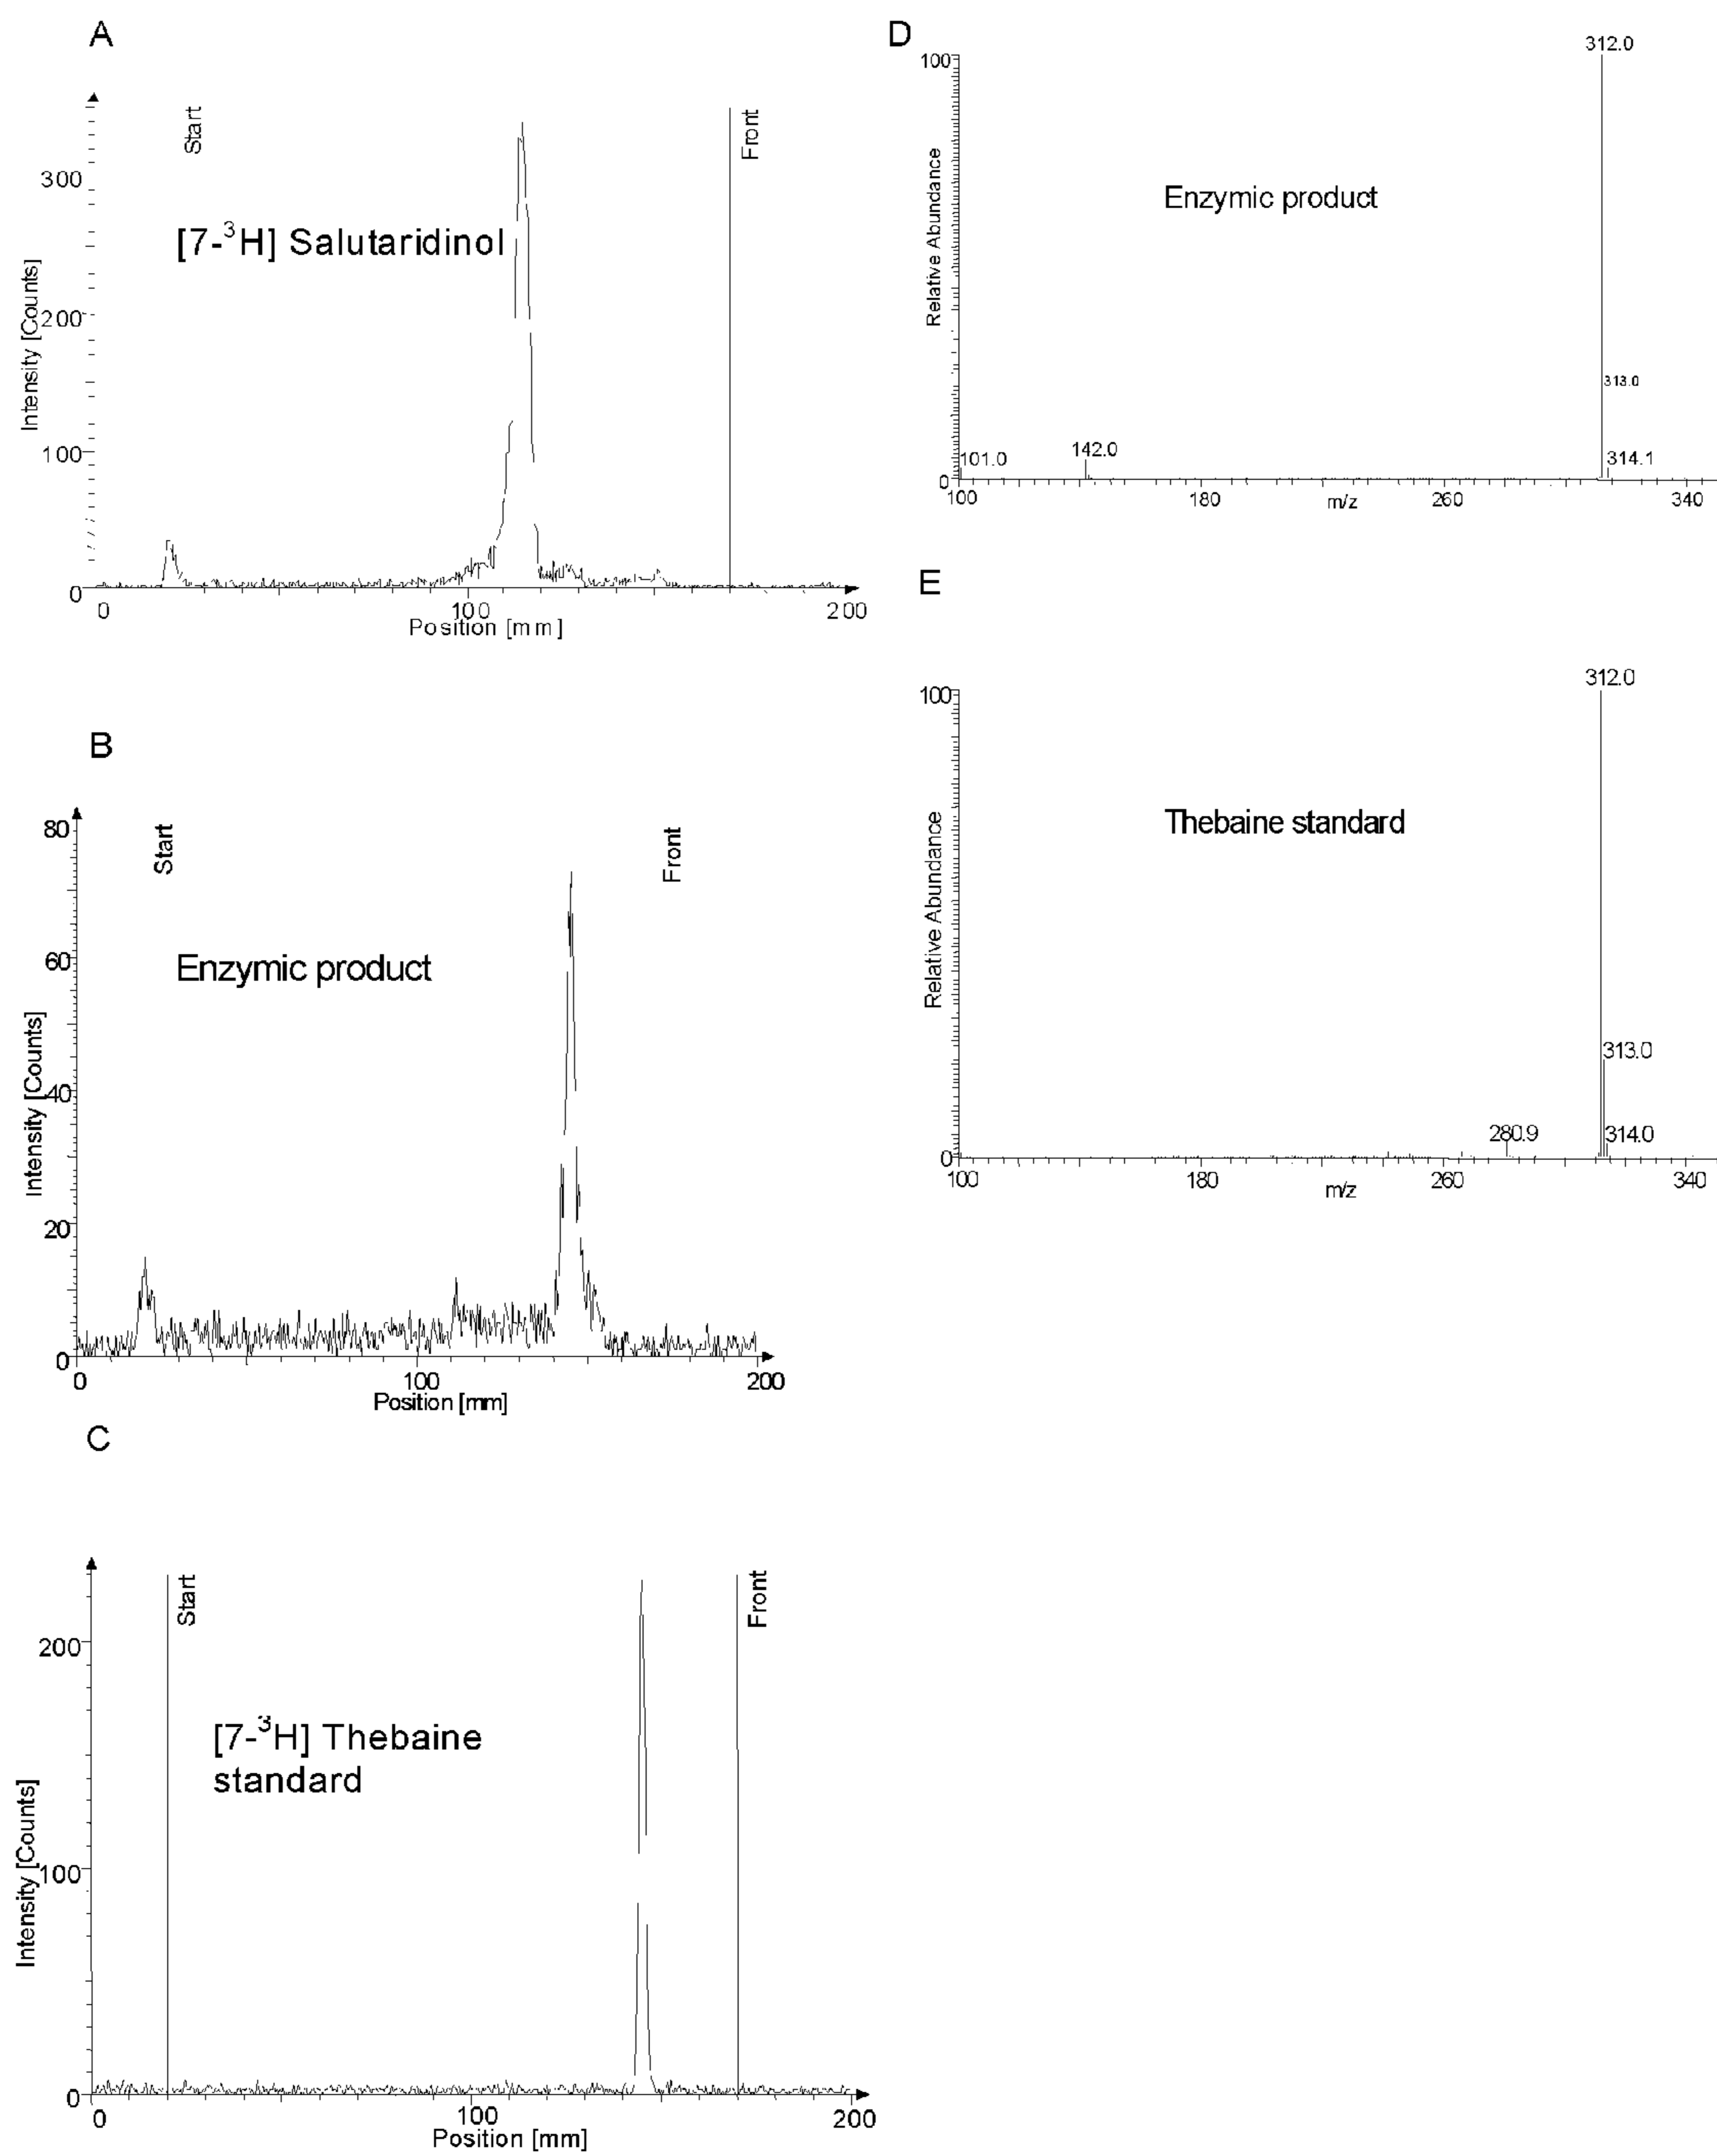 A
Start
Front
300
200
100
0
[7-³H] Salutaridinol
Intensity [Counts]
0
100
200
Position [mm]
B
Start
Front
80
60
40
20
0
Enzymic product
Intensity [Counts]
0
100
200
Position [mm]
C
Start
Front
200
100
0
[7-³H] Thebaine
standard
Intensity [Counts]
0
100
200
Position [mm]
D
312.0
100
Enzymic product
Relative Abundance
313.0
142.0
101.0
314.1
0
100
180
260
340
m/z
E
312.0
100
Thebaine standard
Relative Abundance
313.0
280.9
314.0
0
100
180
260
340
m/z